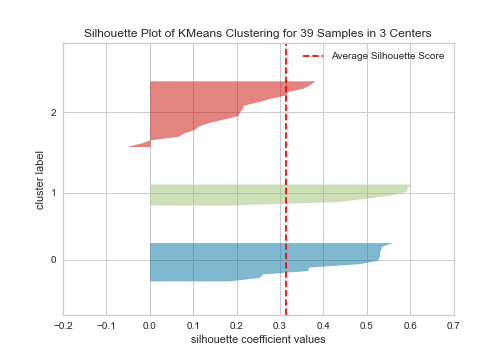 Silhouette Plot of KMeans Clustering for 39 Samples in 3 Centers
Average Silhouette Score
2
1
0
cluster label
−0.2 −0.1 0.0 0.1 0.2 0.3 0.4 0.5 0.6 0.7
silhouette coefficient values